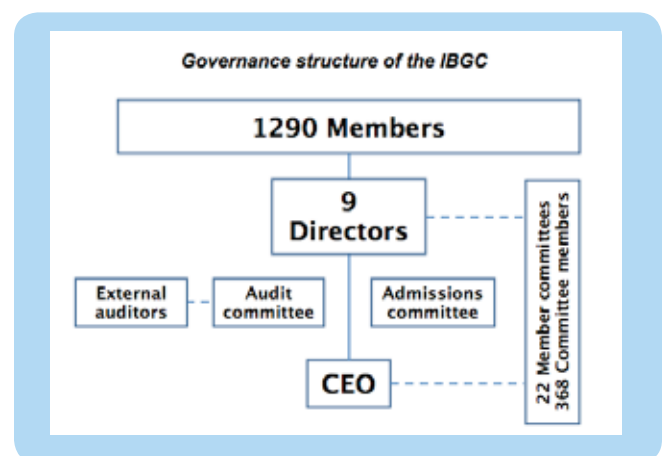 Governance structure of the IBGC
1290 Members
9
Directors
External
auditors
Audit
committee
Admissions
committee
CEO
22 Member committees
368 Committee members